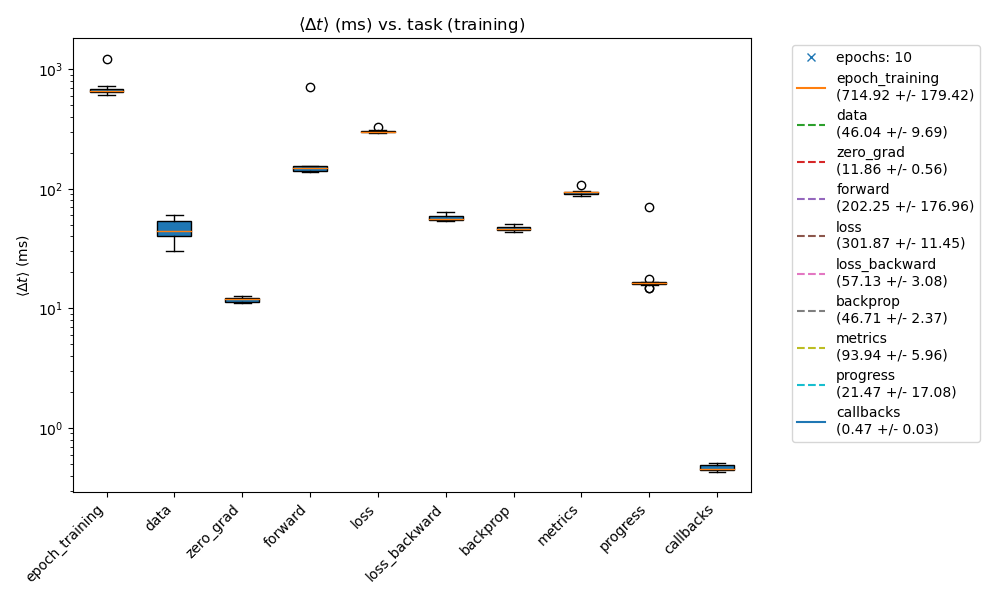 ⟨Δt⟩ (ms) vs. task (training)
⟨Δt⟩ (ms)
10³
10²
10¹
10⁰
epoch_training
data
zero_grad
forward
loss
loss_backward
backprop
metrics
progress
callbacks
epochs: 10
epoch_training
(714.92 +/- 179.42)
data
(46.04 +/- 9.69)
zero_grad
(11.86 +/- 0.56)
forward
(202.25 +/- 176.96)
loss
(301.87 +/- 11.45)
loss_backward
(57.13 +/- 3.08)
backprop
(46.71 +/- 2.37)
metrics
(93.94 +/- 5.96)
progress
(21.47 +/- 17.08)
callbacks
(0.47 +/- 0.03)